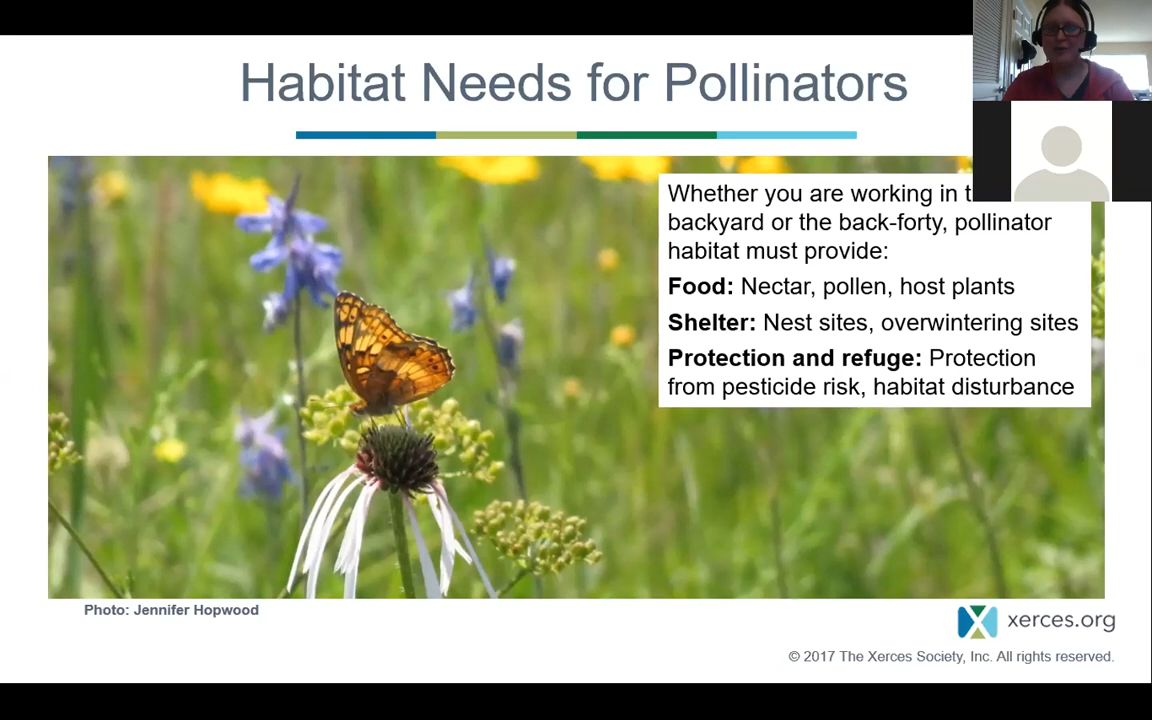 Habitat Needs for Pollinators
Whether you are working in
backyard or the back-forty, pollinator
habitat must provide:
Food: Nectar, pollen, host plants
Shelter: Nest sites, overwintering sites
Protection and refuge: Protection
from pesticide risk, habitat disturbance
Photo: Jennifer Hopwood
xerces.org
© 2017 The Xerces Society, Inc. All rights reserved.